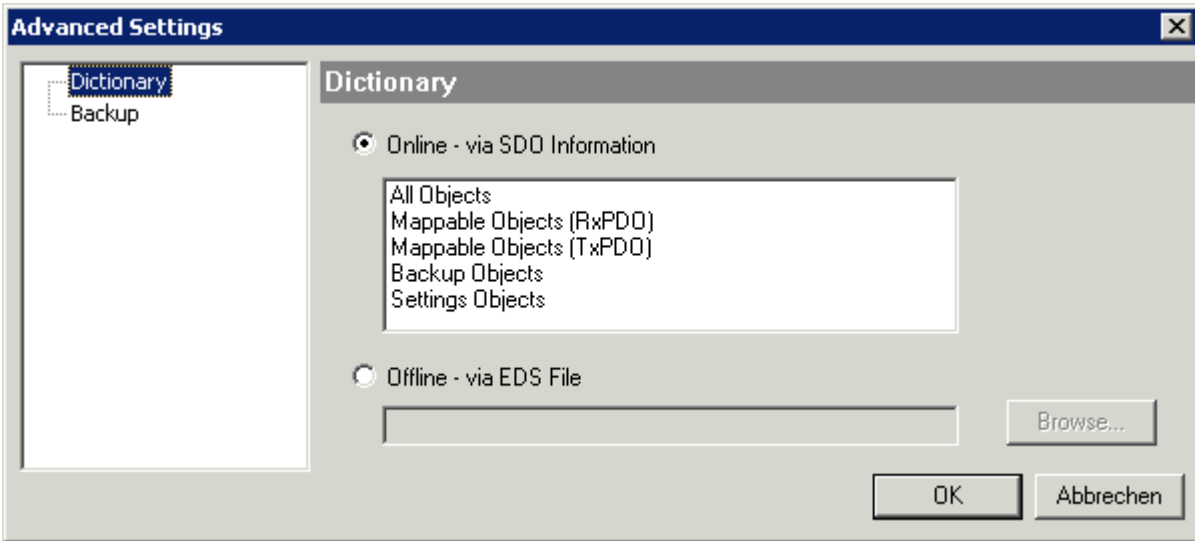 Advanced Settings
Dictionary
Backup
Dictionary
Online - via SDO Information
All Objects
Mappable Objects (RxPDO)
Mappable Objects (TxPDO)
Backup Objects
Settings Objects
Offline - via EDS File
Browse...
OK
Abbrechen